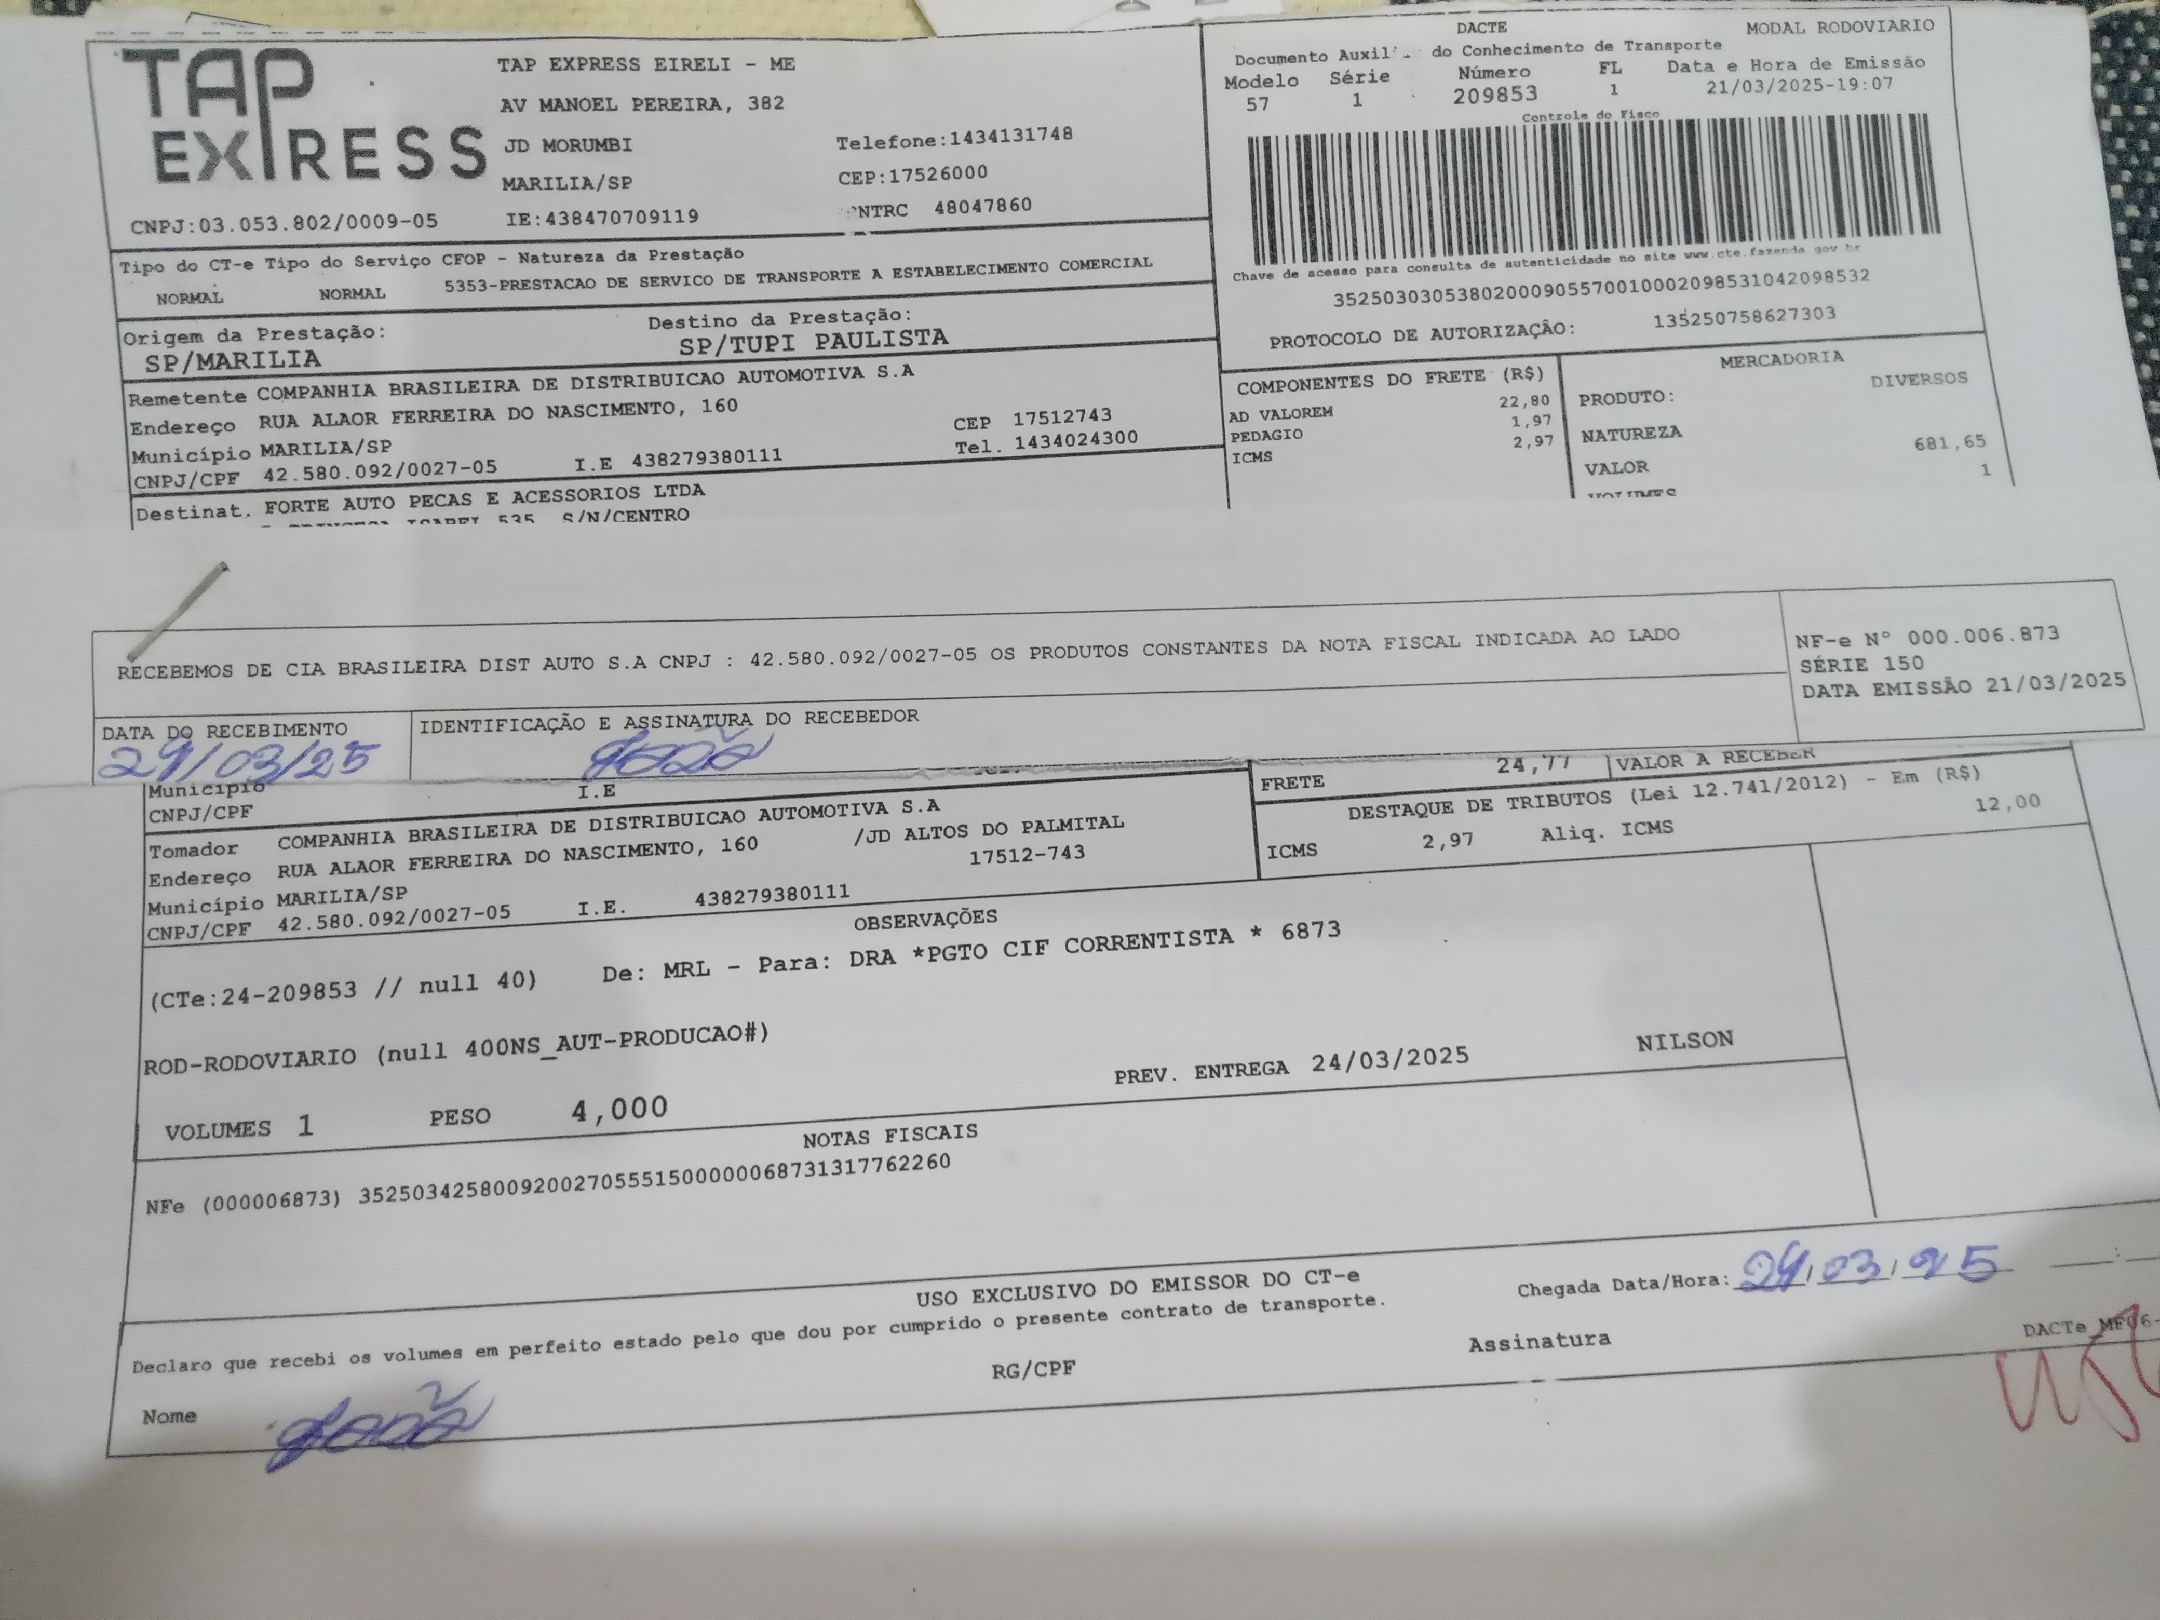 TAP
EXPRESS
TAP EXPRESS EIRELI - ME
AV MANOEL PEREIRA, 382
JD MORUMBI
Telefone:1434131748
MARILIA/SP
CEP:17526000
CNPJ:03.053.802/0009-05
IE:438470709119
NTRC 48047860
DACTE
MODAL RODOVIARIO
Documento Auxil do Conhecimento de Transporte
Modelo Série Número FL Data e Hora de Emissão
57 1 209853 1 21/03/2025-19:07
Controle do Fisco
Chave de acesso para consulta de autenticidade no site www.cte.fazenda gov br
35250303053802000905570010002098531042098532
PROTOCOLO DE AUTORIZAÇÃO: 135250758627303
Tipo do CT-e Tipo do Serviço CFOP - Natureza da Prestação
NORMAL NORMAL 5353-PRESTACAO DE SERVICO DE TRANSPORTE A ESTABELECIMENTO COMERCIAL
Origem da Prestação: Destino da Prestação:
SP/MARILIA SP/TUPI PAULISTA
Remetente COMPANHIA BRASILEIRA DE DISTRIBUICAO AUTOMOTIVA S.A
Endereço RUA ALAOR FERREIRA DO NASCIMENTO, 160 CEP 17512743
Município MARILIA/SP Tel. 1434024300
CNPJ/CPF 42.580.092/0027-05 I.E 438279380111
Destinat. FORTE AUTO PECAS E ACESSORIOS LTDA
ISABEL 535 S/N/CENTRO
COMPONENTES DO FRETE (R$)
AD VALOREM 22,80
PEDAGIO 1,97
ICMS 2,97
MERCADORIA
PRODUTO: DIVERSOS
NATUREZA
VALOR 681,65
VOLUMES 1
RECEBEMOS DE CIA BRASILEIRA DIST AUTO S.A CNPJ : 42.580.092/0027-05 OS PRODUTOS CONSTANTES DA NOTA FISCAL INDICADA AO LADO
NF-e N° 000.006.873
SÉRIE 150
DATA EMISSÃO 21/03/2025
DATA DO RECEBIMENTO
24/03/25
IDENTIFICAÇÃO E ASSINATURA DO RECEBEDOR
João
Município
CNPJ/CPF I.E
FRETE 24,77 VALOR A RECEBER
Tomador COMPANHIA BRASILEIRA DE DISTRIBUICAO AUTOMOTIVA S.A
Endereço RUA ALAOR FERREIRA DO NASCIMENTO, 160 /JD ALTOS DO PALMITAL
Município MARILIA/SP 17512-743
CNPJ/CPF 42.580.092/0027-05 I.E. 438279380111
DESTAQUE DE TRIBUTOS (Lei 12.741/2012) - Em (R$)
ICMS 2,97 Aliq. ICMS 12,00
OBSERVAÇÕES
(CTe:24-209853 // null 40) De: MRL - Para: DRA *PGTO CIF CORRENTISTA * 6873
ROD-RODOVIARIO (null 400NS_AUT-PRODUCAO#)
VOLUMES 1 PESO 4,000 PREV. ENTREGA 24/03/2025 NILSON
NOTAS FISCAIS
NFe (000006873) 35250342580092002705551500000068731317762260
USO EXCLUSIVO DO EMISSOR DO CT-e
Chegada Data/Hora: 24/03/25 __:__
Declaro que recebi os volumes em perfeito estado pelo que dou por cumprido o presente contrato de transporte.
Nome João RG/CPF Assinatura